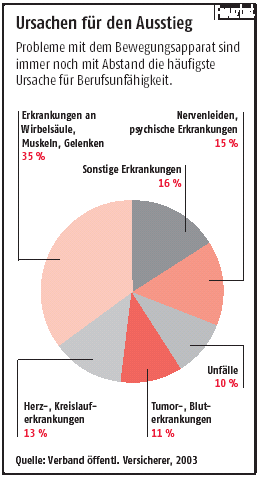 Ursachen für den Ausstieg
Probleme mit dem Bewegungsapparat sind
immer noch mit Abstand die häufigste
Ursache für Berufsunfähigkeit.
Erkrankungen an
Wirbelsäule,
Muskeln, Gelenken
35 %
Nervenleiden,
psychische Erkrankungen
15 %
Sonstige Erkrankungen
16 %
Unfälle
10 %
Herz-, Kreislauf-
erkrankungen
13 %
Tumor-, Blut-
erkrankungen
11 %
Quelle: Verband öffentl. Versicherer, 2003